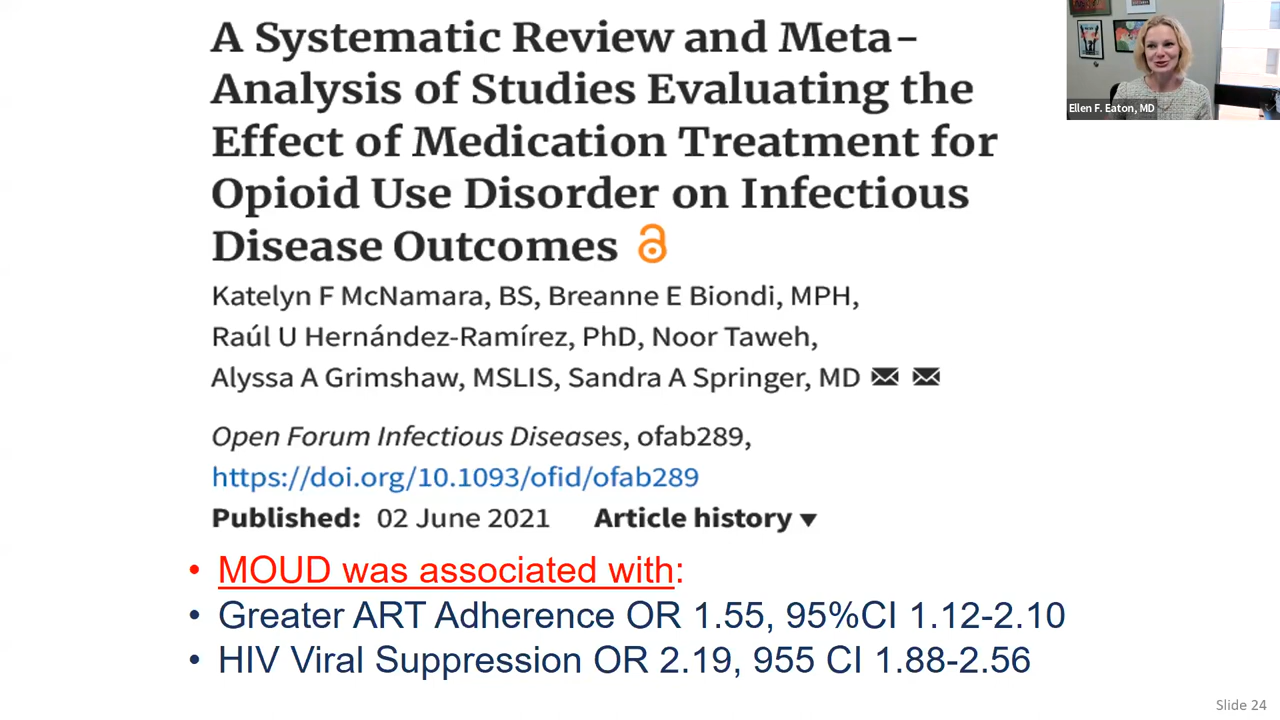 A Systematic Review and Meta-
Analysis of Studies Evaluating the
Effect of Medication Treatment for
Opioid Use Disorder on Infectious
Disease Outcomes
Katelyn F McNamara, BS, Breanne E Biondi, MPH,
Raúl U Hernández-Ramírez, PhD, Noor Taweh,
Alyssa A Grimshaw, MSLIS, Sandra A Springer, MD
Open Forum Infectious Diseases, ofab289,
https://doi.org/10.1093/ofid/ofab289
Published: 02 June 2021 Article history ▼
• MOUD was associated with:
• Greater ART Adherence OR 1.55, 95%CI 1.12-2.10
• HIV Viral Suppression OR 2.19, 955 CI 1.88-2.56
Ellen F. Eaton, MD
Slide 24